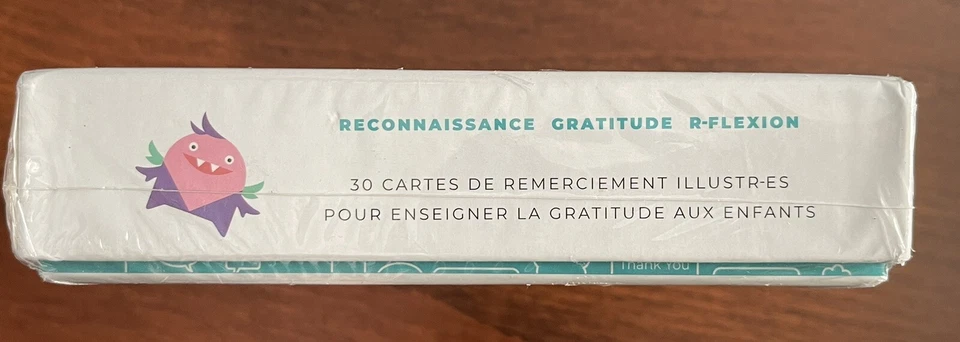 RECONNAISSANCE GRATITUDE R-FLEXION
30 CARTES DE REMERCIEMENT ILLUSTR-ES
POUR ENSEIGNER LA GRATITUDE AUX ENFANTS
Thank You